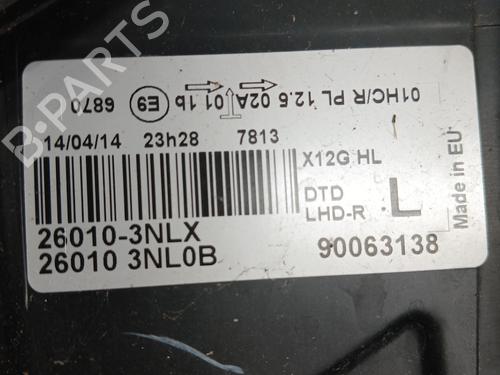 01HC/R PL 12.5 02A 01 1b E9 6870
14/04/14 23h28 7813
X12G HL
DTD
LHD-R L
Made in EU
26010-3NLX
26010 3NL0B 90063138
B-PARTS